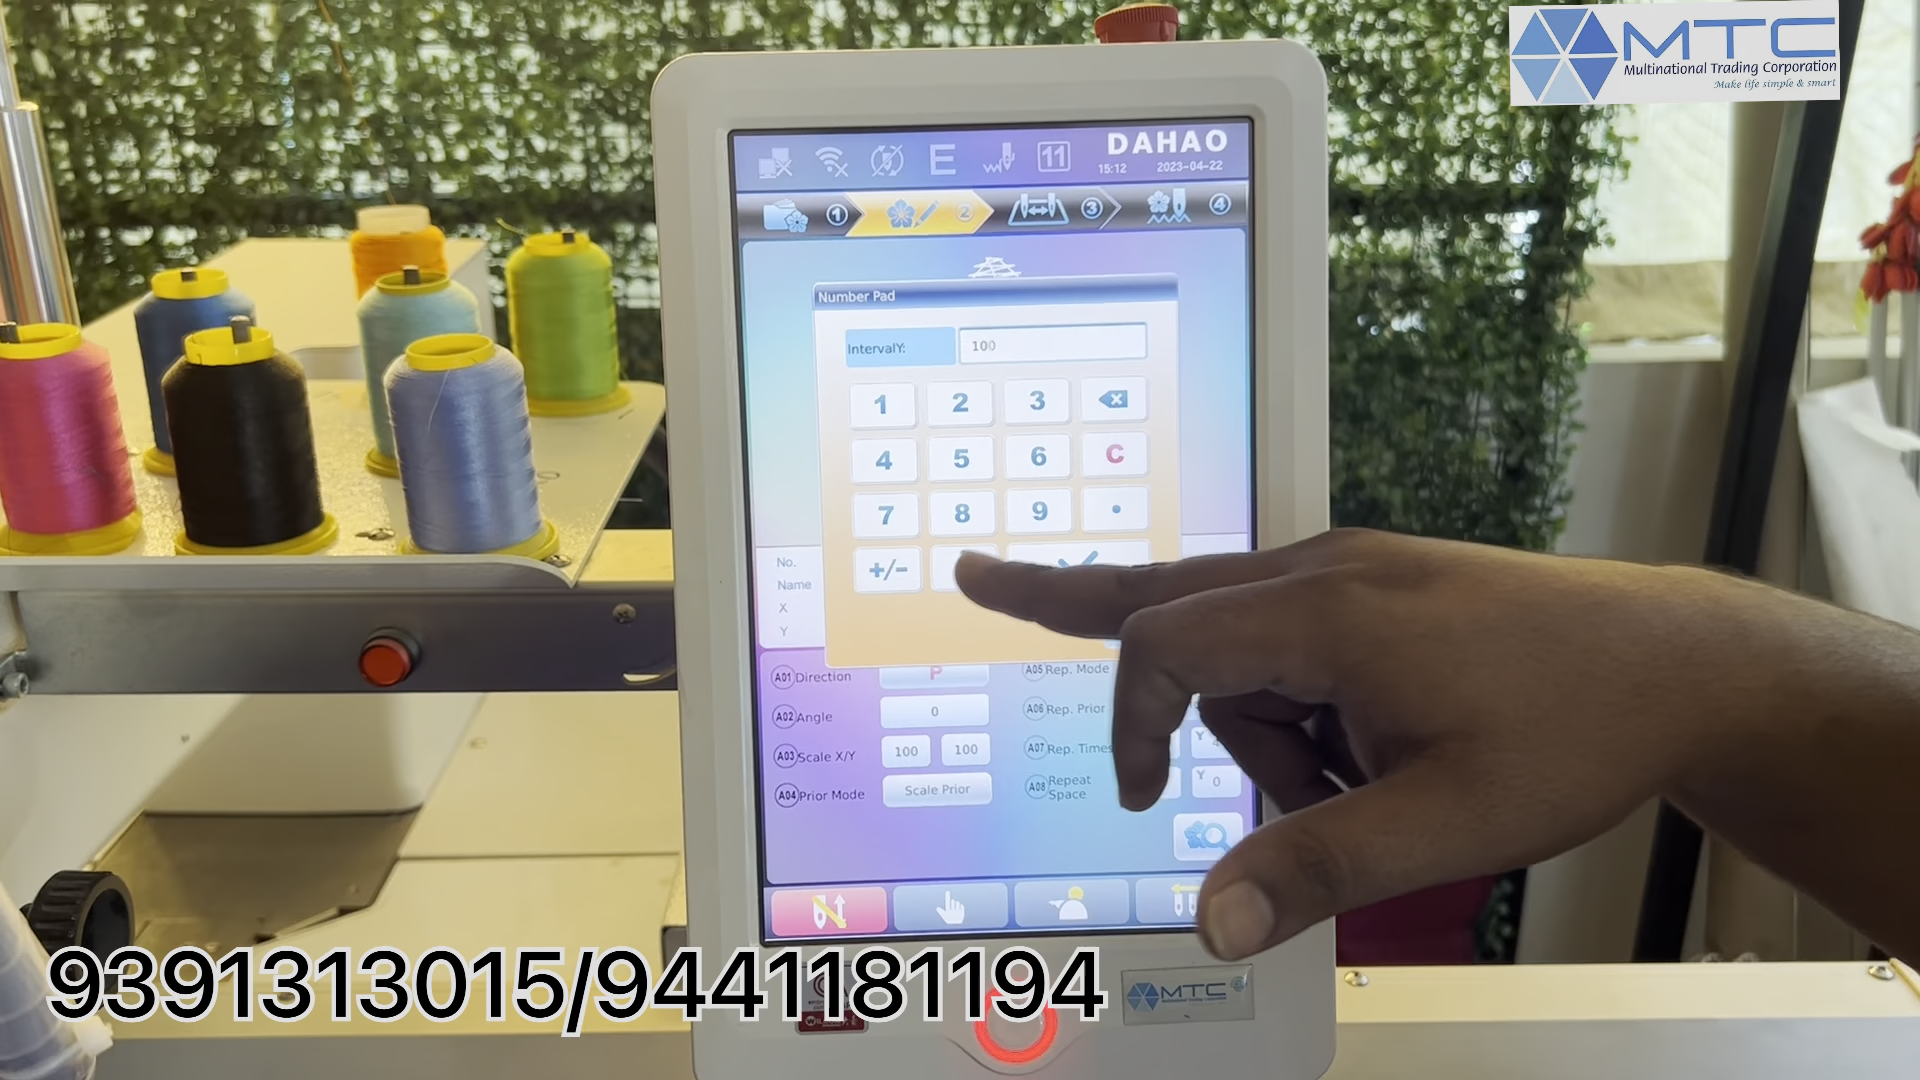 MTC
Multinational Trading Corporation
Make life simple & smart
DAHAO
E
11
15:12 2023-04-22
1 2 3 4
Number Pad
IntervalY: 100
1 2 3
4 5 6 C
7 8 9 •
+/-
No.
Name
X
Y
A01 Direction P
A05 Rep. Mode
A02 Angle 0
A06 Rep. Prior
A03 Scale X/Y 100 100
A07 Rep. Times Y
A04 Prior Mode Scale Prior
A08 Repeat Space Y 0
9391313015/9441181194
MTC